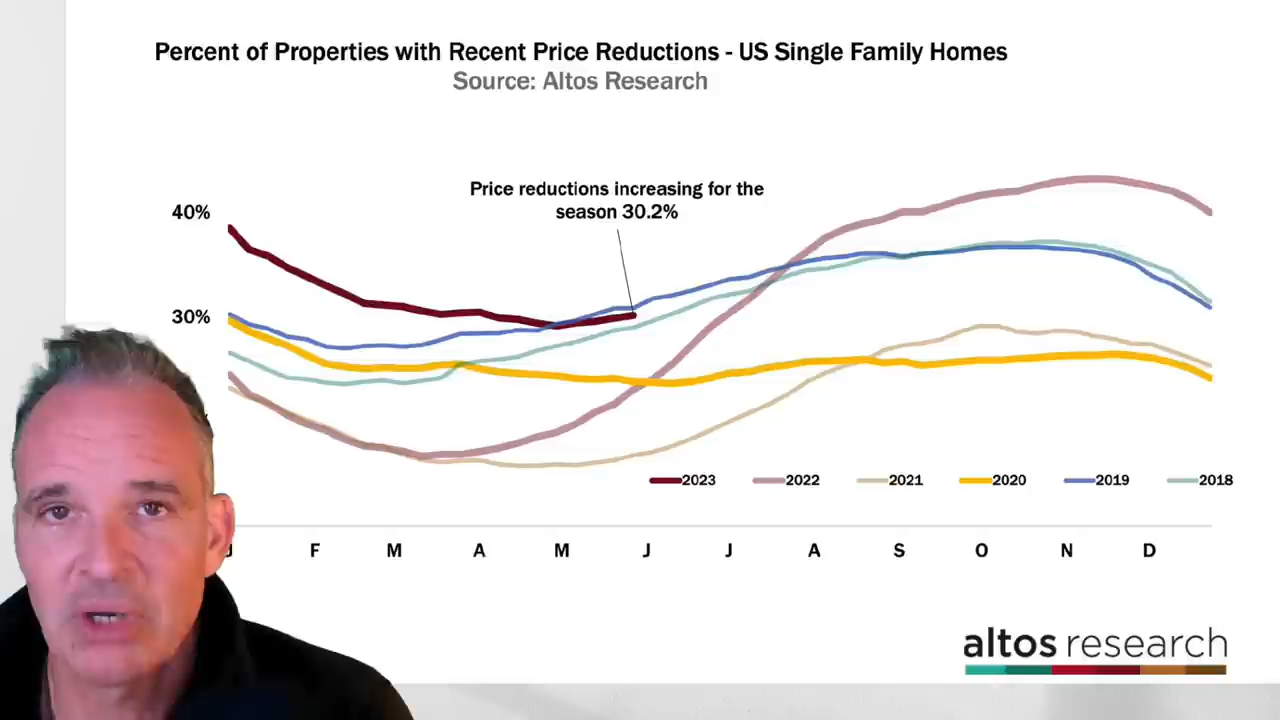 Percent of Properties with Recent Price Reductions - US Single Family Homes
Source: Altos Research
Price reductions increasing for the
season 30.2%
40%
30%
2023 2022 2021 2020 2019 2018
J F M A M J J A S O N D
altos research